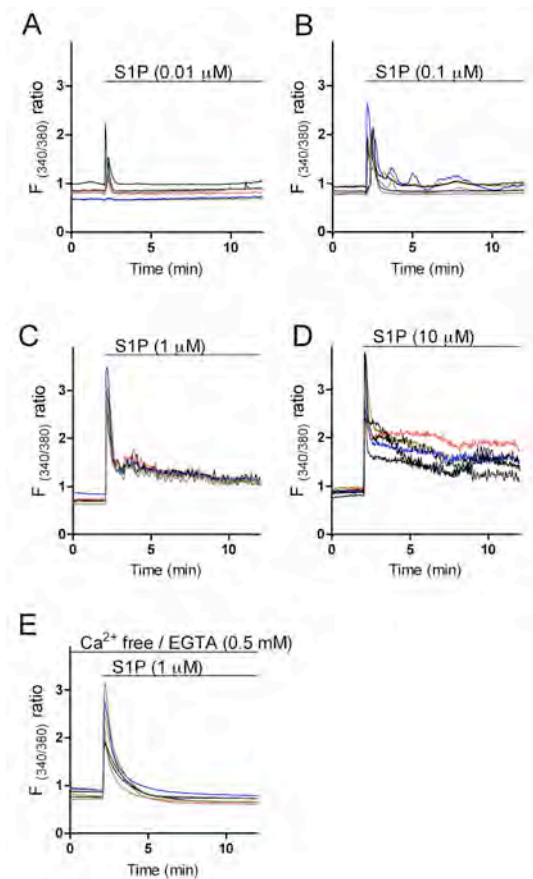 A
S1P (0.01 μM)
F (340/380) ratio
3
2
1
0
0 5 10
Time (min)
B
S1P (0.1 μM)
F (340/380) ratio
3
2
1
0
0 5 10
Time (min)
C
S1P (1 μM)
F (340/380) ratio
3
2
1
0
0 5 10
Time (min)
D
S1P (10 μM)
F (340/380) ratio
3
2
1
0
0 5 10
Time (min)
E
Ca²⁺ free / EGTA (0.5 mM)
S1P (1 μM)
F (340/380) ratio
3
2
1
0
0 5 10
Time (min)